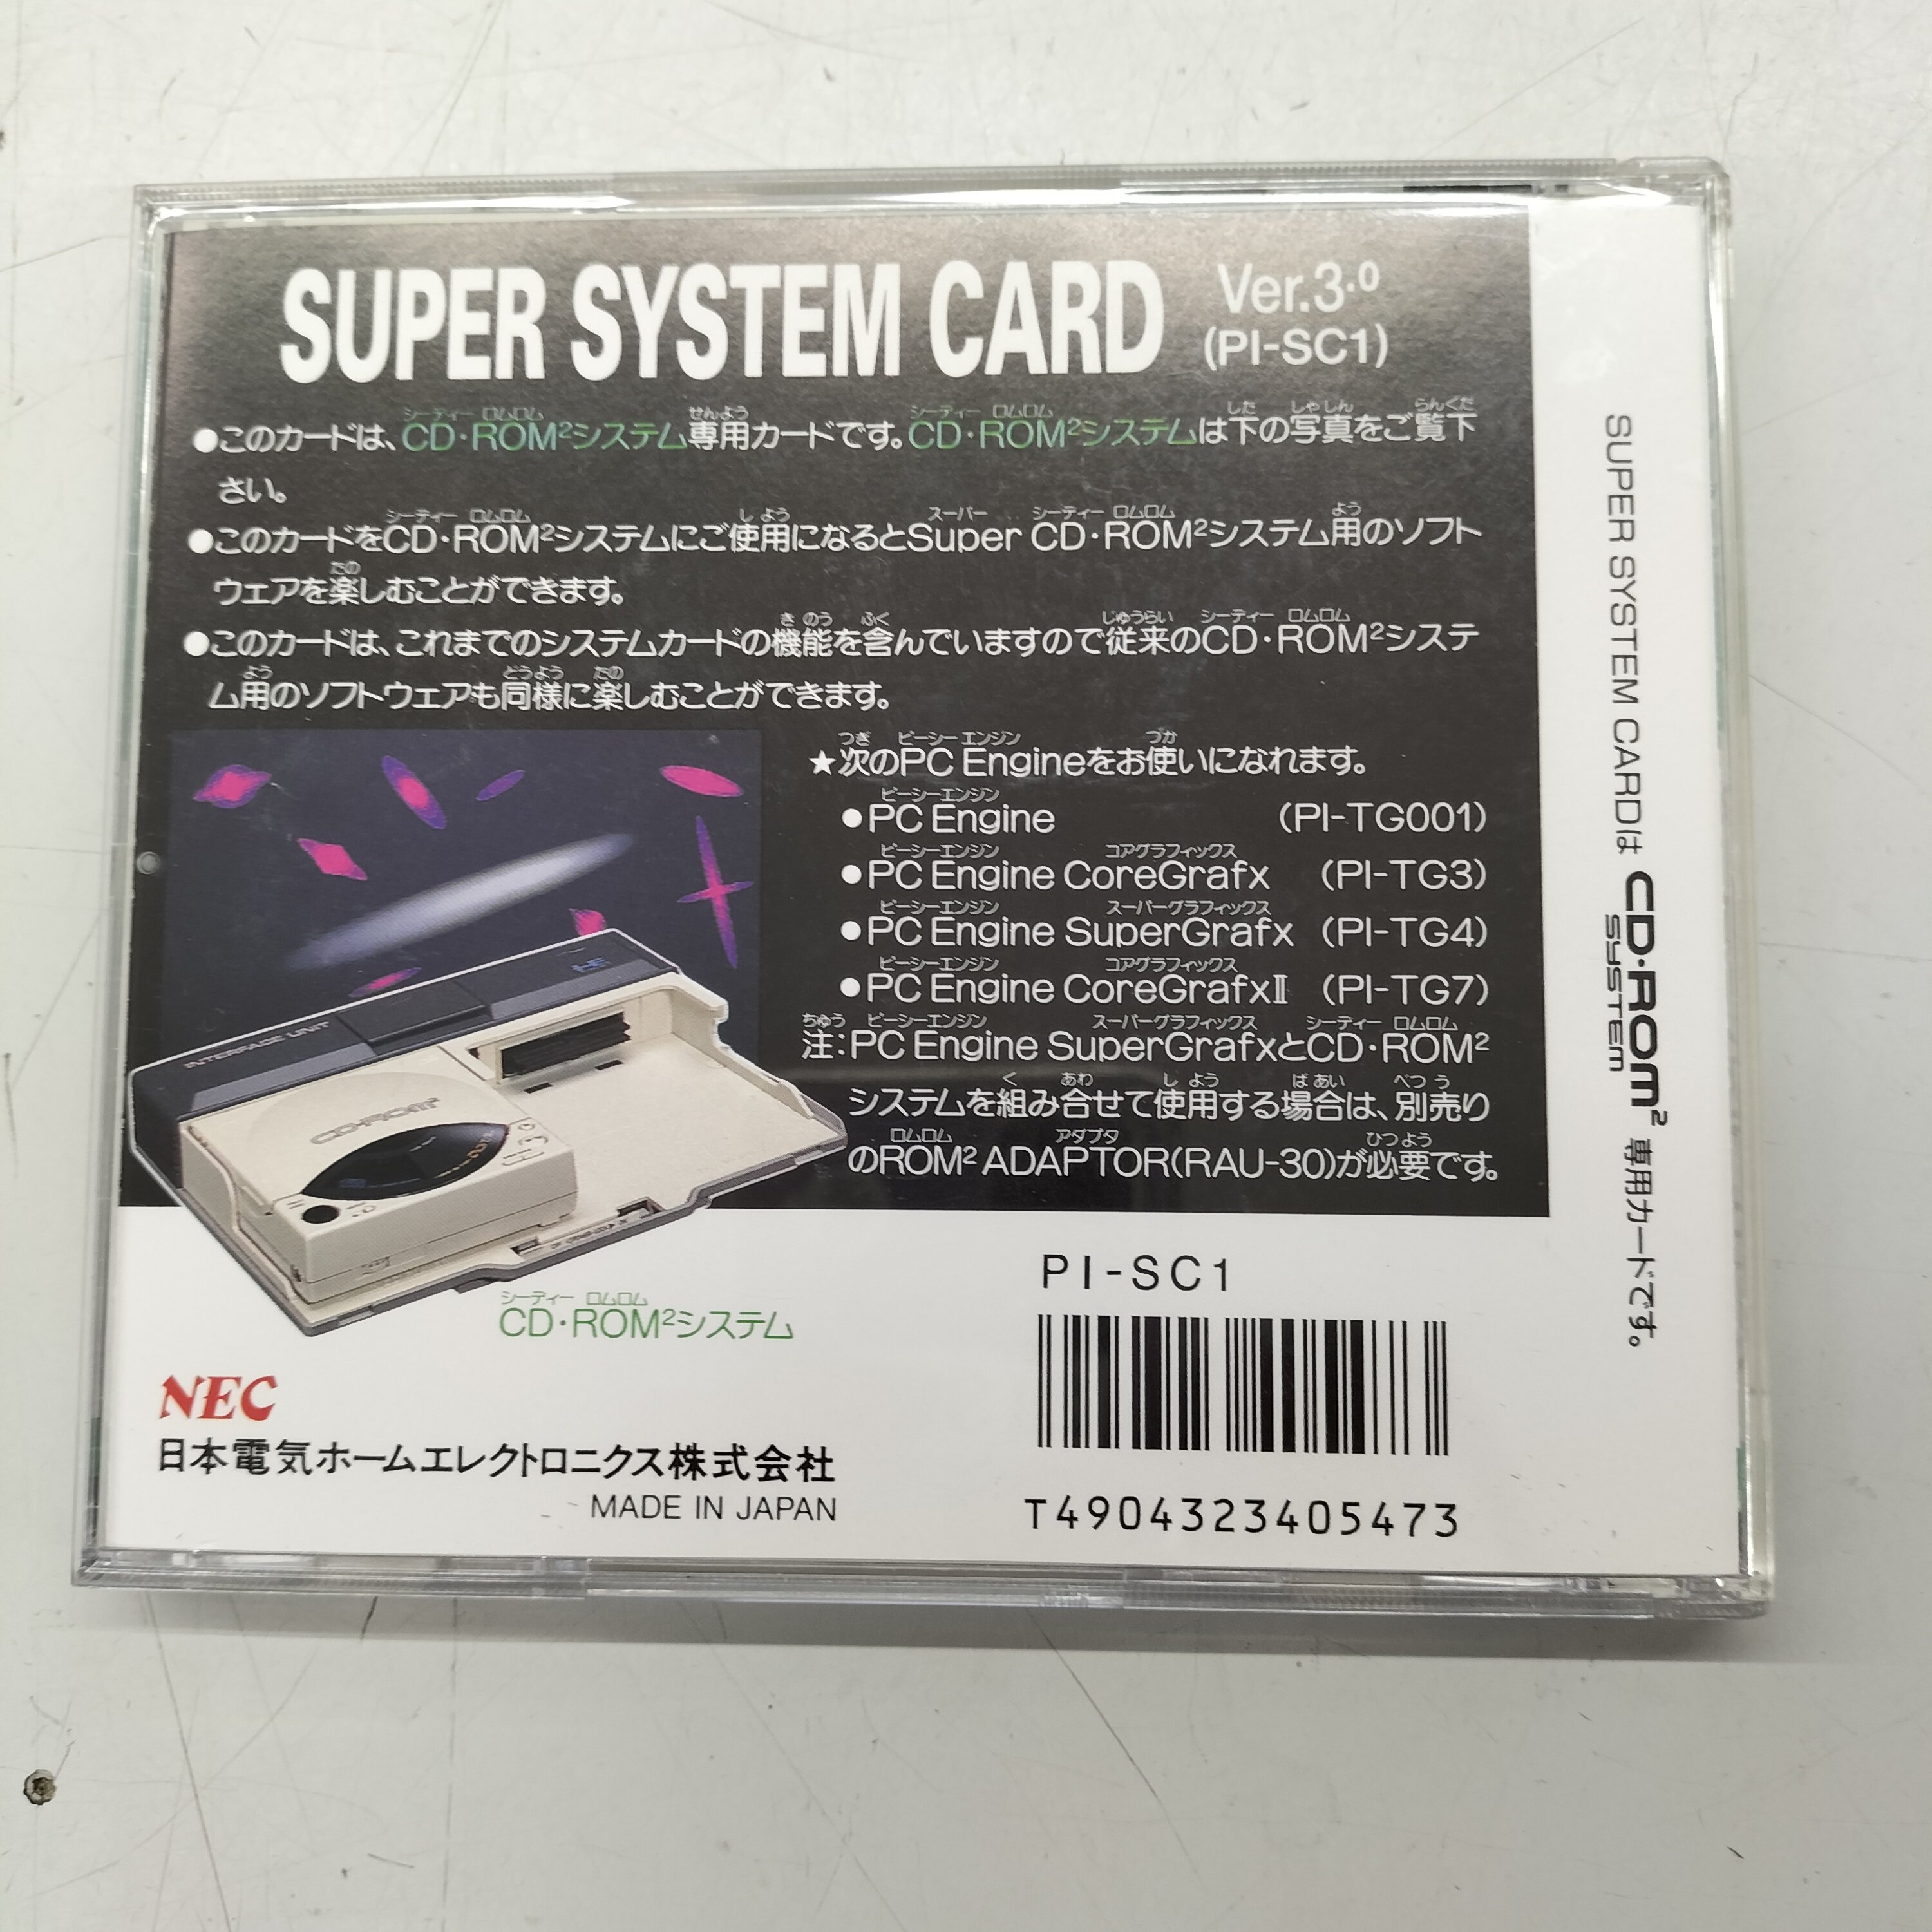 SUPER SYSTEM CARD Ver.3.0
(PI-SC1)
●このカードは、CD・ROM²システム専用カードです。CD・ROM²システムは下の写真をご覧下
さい。
●このカードをCD・ROM²システムにご使用になるとSuper CD・ROM²システム用のソフト
ウェアを楽しむことができます。
●このカードは、これまでのシステムカードの機能を含んでいますので従来のCD・ROM²システ
ム用のソフトウェアも同様に楽しむことができます。
★次のPC Engineをお使いになれます。
●PC Engine (PI-TG001)
●PC Engine CoreGrafx (PI-TG3)
●PC Engine SuperGrafx (PI-TG4)
●PC Engine CoreGrafxⅡ (PI-TG7)
注:PC Engine SuperGrafxとCD・ROM²
システムを組み合せて使用する場合は、別売り
のROM² ADAPTOR(RAU-30)が必要です。
INTERFACE UNIT
CD-ROM²
CD・ROM²システム
NEC
日本電気ホームエレクトロニクス株式会社
MADE IN JAPAN
PI-SC1
T4904323405473
SUPER SYSTEM CARDは CD・ROM² SYSTEM 専用カードです。